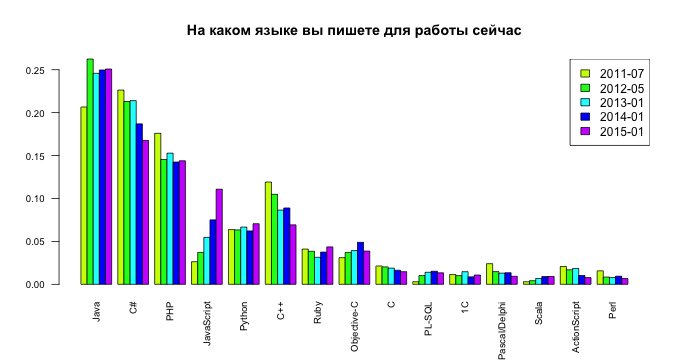 На каком языке вы пишете для работы сейчас
2011-07
2012-05
2013-01
2014-01
2015-01
0.25
0.20
0.15
0.10
0.05
0.00
Java
C#
PHP
JavaScript
Python
C++
Ruby
Objective-C
C
PL-SQL
1C
Pascal/Delphi
Scala
ActionScript
Perl